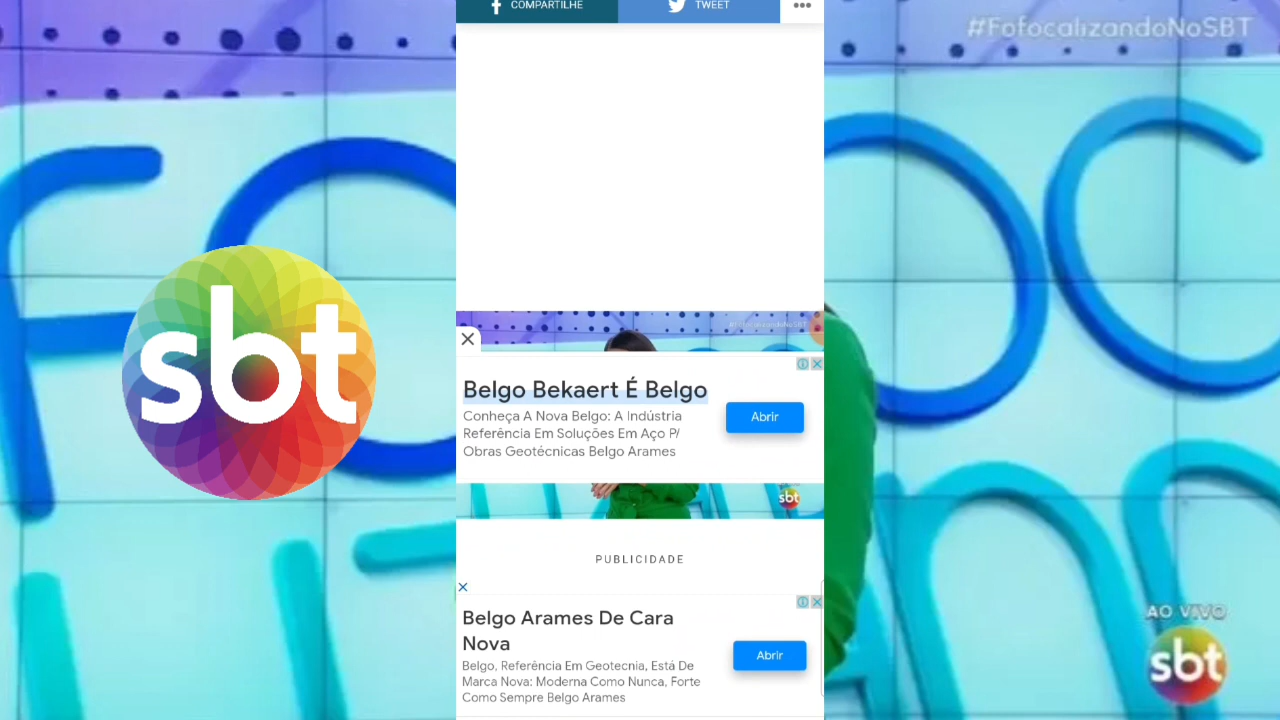 COMPARTILHE
TWEET
#FofocalizandoNoSBT
sbt
#FofocalizandoNoSBT
Belgo Bekaert É Belgo
Conheça A Nova Belgo: A Indústria
Referência Em Soluções Em Aço P/
Obras Geotécnicas Belgo Arames
Abrir
sbt
PUBLICIDADE
Belgo Arames De Cara
Nova
Belgo, Referência Em Geotecnia, Está De
Marca Nova: Moderna Como Nunca, Forte
Como Sempre Belgo Arames
Abrir
AO VIVO
sbt